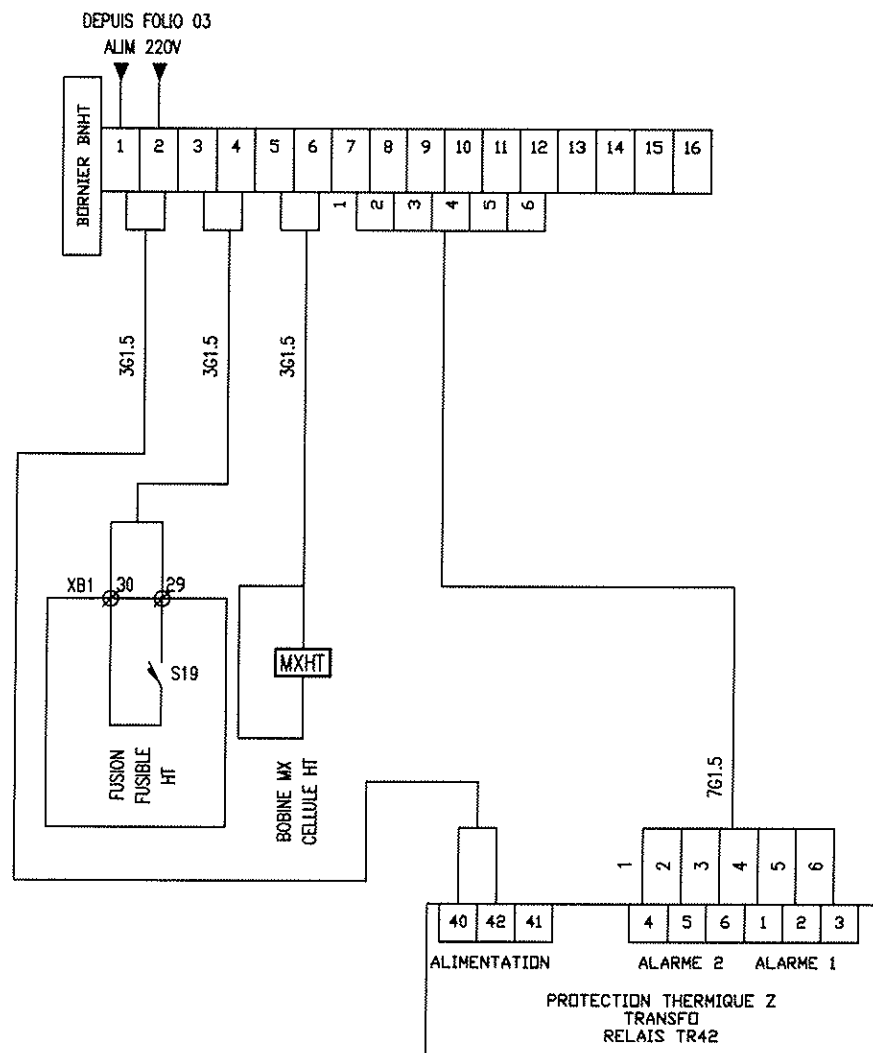 DEPUIS FOLIO 03
ALIM 220V
BORNIER BNHT
1 2 3 4 5 6 7 8 9 10 11 12 13 14 15 16
1 2 3 4 5 6
3G1.5
3G1.5
3G1.5
XB1 30 29
S19
MXHT
FUSION
FUSIBLE
HT
BOBINE MX
CELLULE HT
7G1.5
1 2 3 4 5 6
40 42 41
4 5 6 1 2 3
ALIMENTATION
ALARME 2
ALARME 1
PROTECTION THERMIQUE Z
TRANSFO
RELAIS TR42